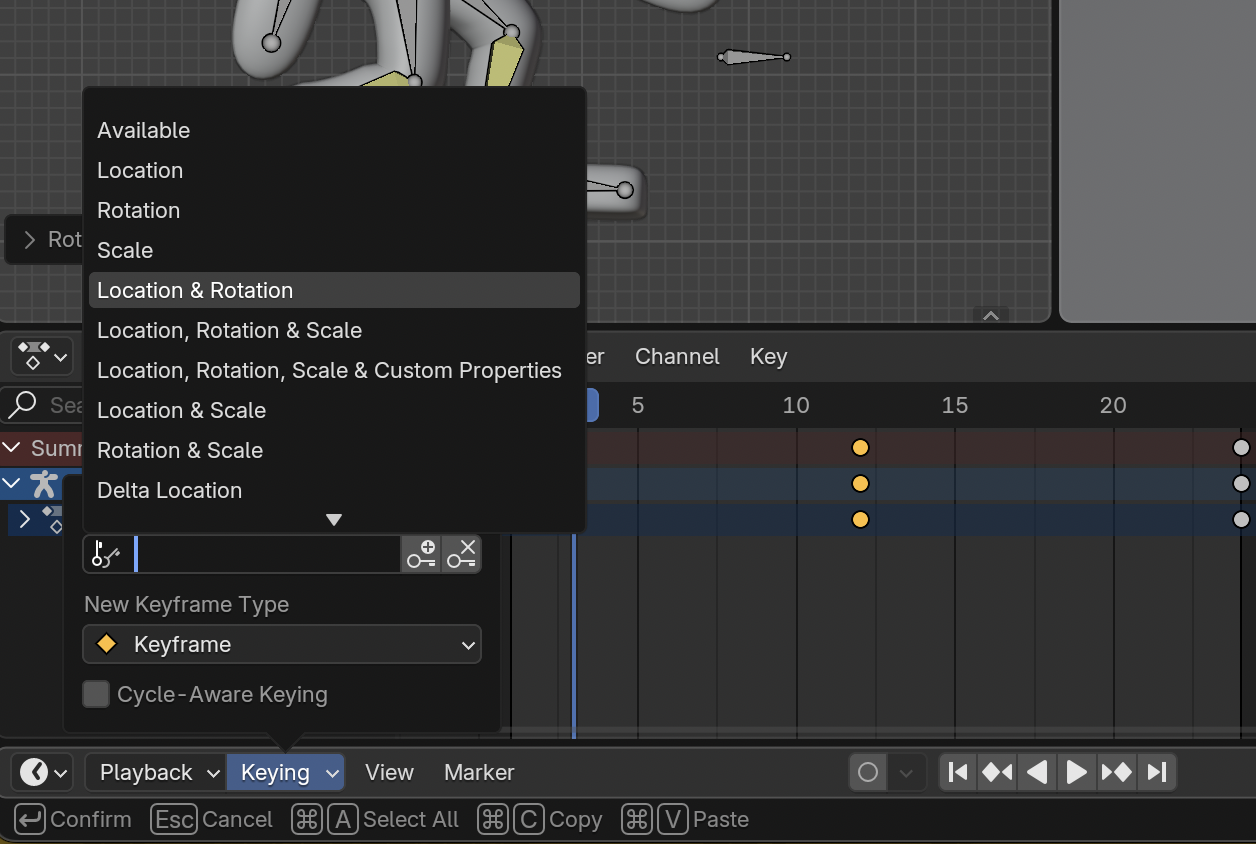 Available
Location
Rotation
Rot
Scale
Location & Rotation
Location, Rotation & Scale
er Channel Key
Location, Rotation, Scale & Custom Properties
Sea
Location & Scale
5 10 15 20
Summ
Rotation & Scale
Delta Location
New Keyframe Type
Keyframe
Cycle-Aware Keying
Playback Keying View Marker
Confirm Esc Cancel ⌘ A Select All ⌘ C Copy ⌘ V Paste